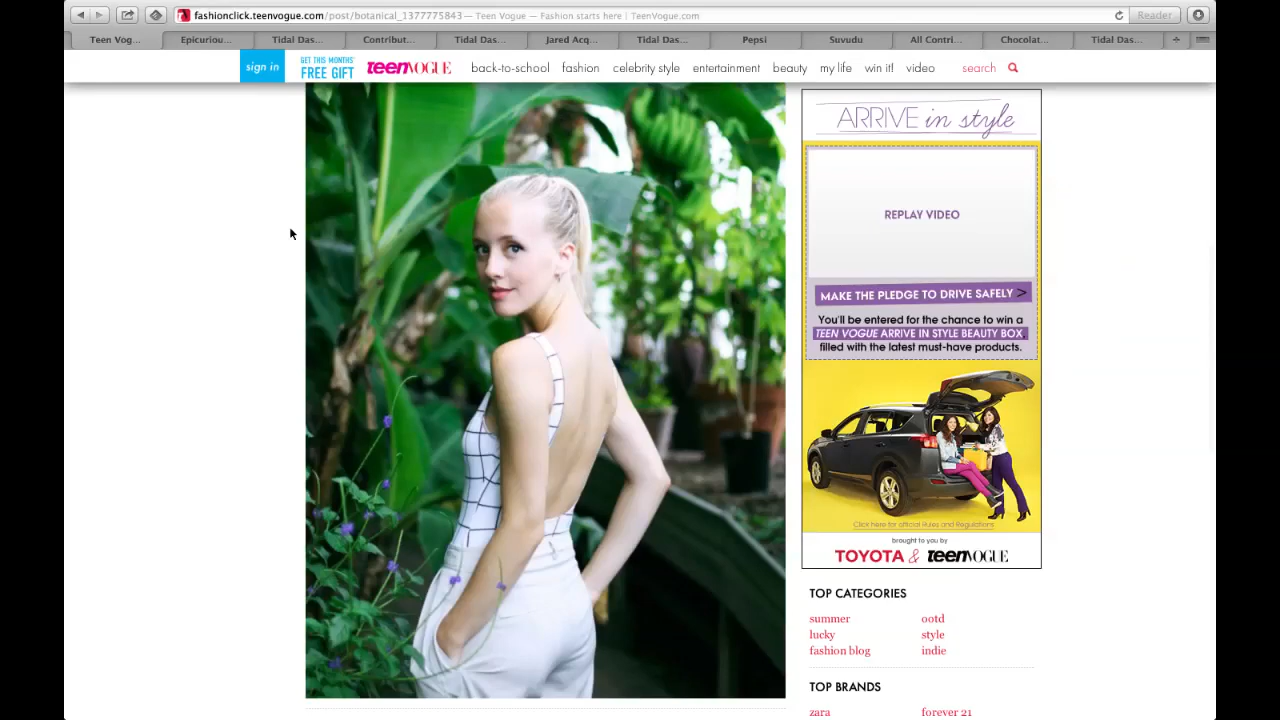 fashionclick.teenvogue.com/post/botanical_1377775843 — Teen Vogue — Fashion starts here | TeenVogue.com
Reader
Teen Vog...
Epicuriou...
Tidal Das...
Contribut...
Tidal Das...
Jared Acq...
Tidal Das...
Pepsi
Suvudu
All Contri...
Chocolat...
Tidal Das...
sign in
GET THIS MONTHS'
FREE GIFT
teenVOGUE
back-to-school
fashion
celebrity style
entertainment
beauty
my life
win it!
video
search
ARRIVE in style
REPLAY VIDEO
MAKE THE PLEDGE TO DRIVE SAFELY >
You'll be entered for the chance to win a
TEEN VOGUE ARRIVE IN STYLE BEAUTY BOX,
filled with the latest must-have products.
Click here for official Rules and Regulations
brought to you by
TOYOTA & teenVOGUE
TOP CATEGORIES
summer
ootd
lucky
style
fashion blog
indie
TOP BRANDS
zara
forever 21